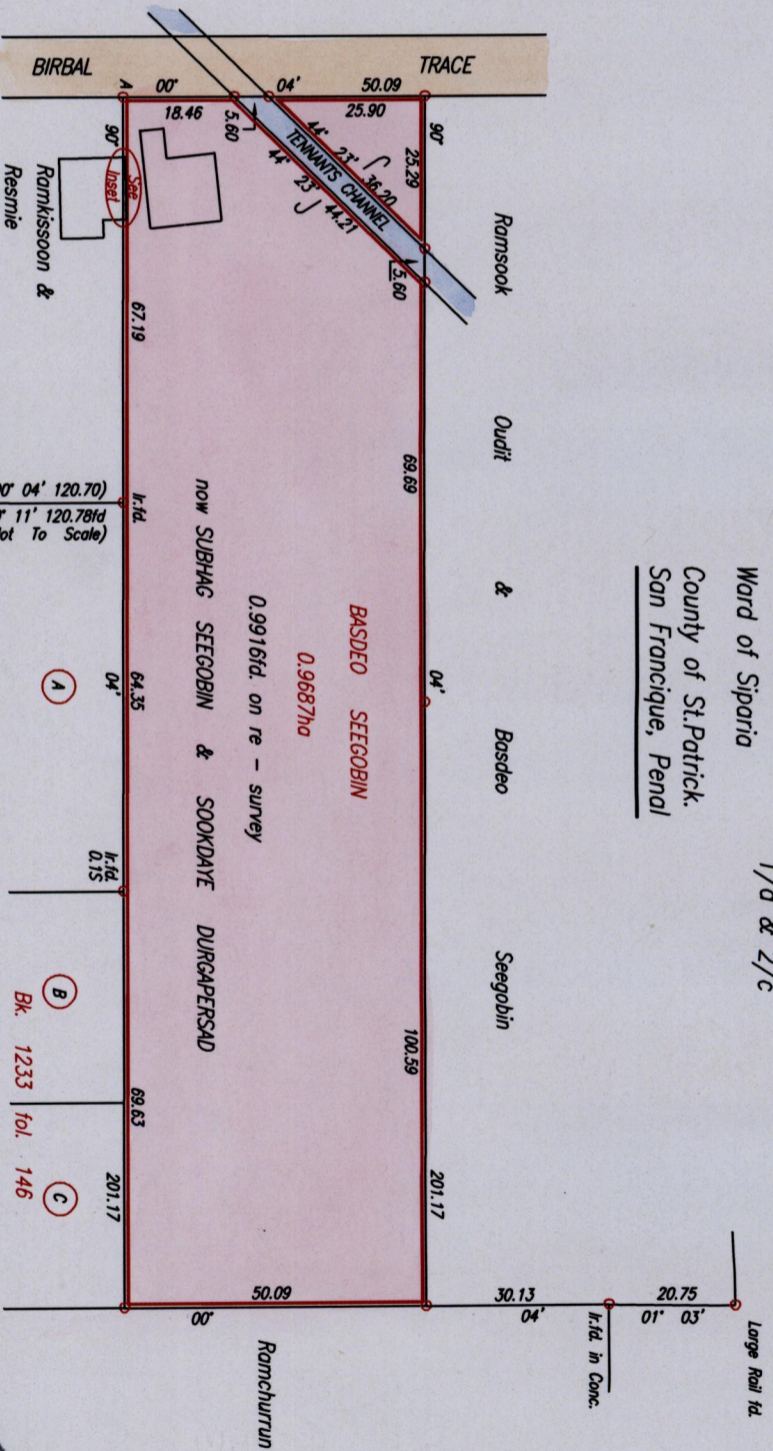 Ward of Siparia
County of St.Patrick.
San Francique, Penal
BIRBAL
TRACE
A
00°
04'
50.09
18.46
25.90
5.60
90°
25.29
44° 23' 36.20
TENNANTS CHANNEL
44° 23' 44.21
5.60
90°
See
Inset
Ramkissoon &
Resmie
Ramsook Oudit & Basdeo Seegobin
67.19
69.69
04'
100.59
201.17
BASDEO SEEGOBIN
0.9687ha
0.9916fd. on re - survey
now SUBHAG SEEGOBIN & SOOKDAYE DURGAPERSAD
Ir.fd.
04' 120.70)
11' 120.78fd
To Scale)
64.35
04'
Ir.fd.
0.1S
69.63
201.17
A
B
C
Bk. 1233 fol. 146
50.09
00°
30.13
04'
20.75
01° 03'
Ir.fd. in Conc.
Large Rail fd.
Ramchurrun